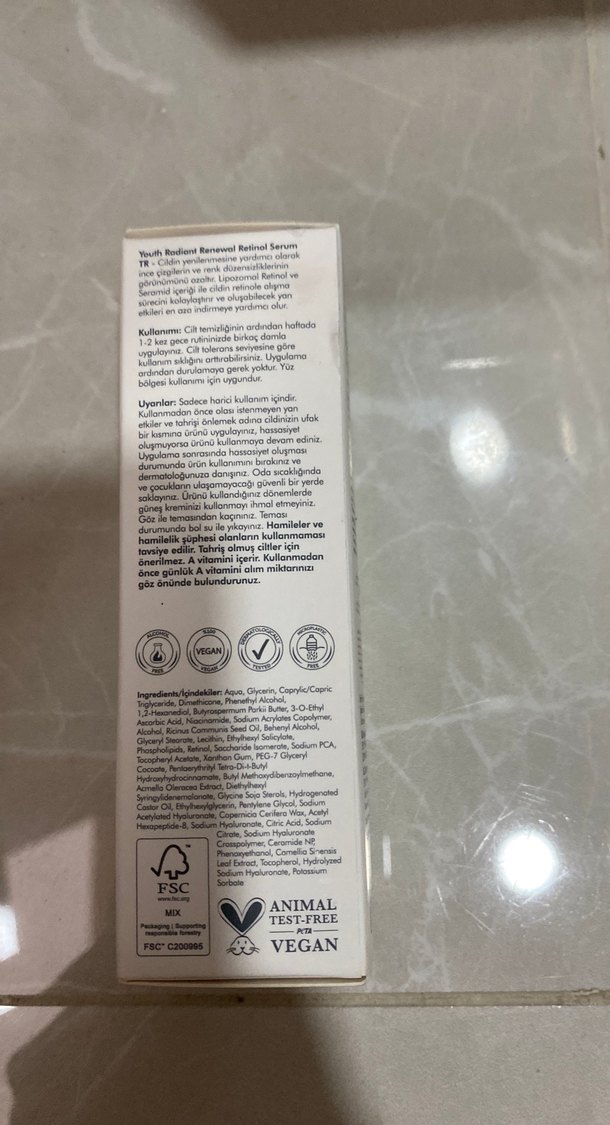 Youth Radiant Renewal Retinol Serum
TR - Cildin yenilenmesine yardımcı olarak
ince çizgilerin ve renk düzensizliklerinin
görünümünü azaltır. Lipozomal Retinol ve
Seramid içeriği ile cildin retinole alışma
sürecini kolaylaştırır ve oluşabilecek yan
etkileri en aza indirmeye yardımcı olur.
Kullanımı: Cilt temizliğinin ardından haftada
1-2 kez gece rutininizde birkaç damla
uygulayınız. Cilt tolerans seviyesine göre
kullanım sıklığını arttırabilirsiniz. Uygulama
ardından durulamaya gerek yoktur. Yüz
bölgesi kullanımı için uygundur.
Uyarılar: Sadece harici kullanım içindir.
Kullanmadan önce olası istenmeyen yan
etkiler ve tahrişi önlemek adına cildinizin ufak
bir kısmına ürünü uygulayınız, hassasiyet
oluşmuyorsa ürünü kullanmaya devam ediniz.
Uygulama sonrasında hassasiyet oluşması
durumunda ürün kullanımını bırakınız ve
dermatoloğunuza danışınız. Oda sıcaklığında
ve çocukların ulaşamayacağı güvenli bir yerde
saklayınız. Ürünü kullandığınız dönemlerde
güneş kreminizi kullanmayı ihmal etmeyiniz.
Göz ile temasından kaçınınız. Teması
durumunda bol su ile yıkayınız. Hamileler ve
hamilelik şüphesi olanların kullanmaması
tavsiye edilir. Tahriş olmuş ciltler için
önerilmez. A vitamini içerir. Kullanmadan
önce günlük A vitamini alım miktarınızı
göz önünde bulundurunuz.
ALCOHOL FREE
%100 VEGAN VEGAN
DERMATOLOGICALLY TESTED
MICROPLASTIC FREE
Ingredients/İçindekiler: Aqua, Glycerin, Caprylic/Capric
Triglyceride, Dimethicone, Phenethyl Alcohol,
1,2-Hexanediol, Butyrospermum Parkii Butter, 3-O-Ethyl
Ascorbic Acid, Niacinamide, Sodium Acrylates Copolymer,
Alcohol, Ricinus Communis Seed Oil, Behenyl Alcohol,
Glyceryl Stearate, Lecithin, Ethylhexyl Salicylate,
Phospholipids, Retinol, Saccharide Isomerate, Sodium PCA,
Tocopheryl Acetate, Xanthan Gum, PEG-7 Glyceryl
Cocoate, Pentaerythrityl Tetra-Di-t-Butyl
Hydroxyhydrocinnamate, Butyl Methoxydibenzoylmethane,
Acmella Oleracea Extract, Diethylhexyl
Syringylidenemalonate, Glycine Soja Sterols, Hydrogenated
Castor Oil, Ethylhexylglycerin, Pentylene Glycol, Sodium
Acetylated Hyaluronate, Copernicia Cerifera Wax, Acetyl
Hexapeptide-8, Sodium Hyaluronate, Citric Acid, Sodium
Citrate, Sodium Hyaluronate
Crosspolymer, Ceramide NP,
Phenoxyethanol, Camellia Sinensis
Leaf Extract, Tocopherol, Hydrolyzed
Sodium Hyaluronate, Potassium
Sorbate
FSC
www.fsc.org
MIX
Packaging | Supporting
responsible forestry
FSC™ C200995
ANIMAL
TEST-FREE
PETA
VEGAN